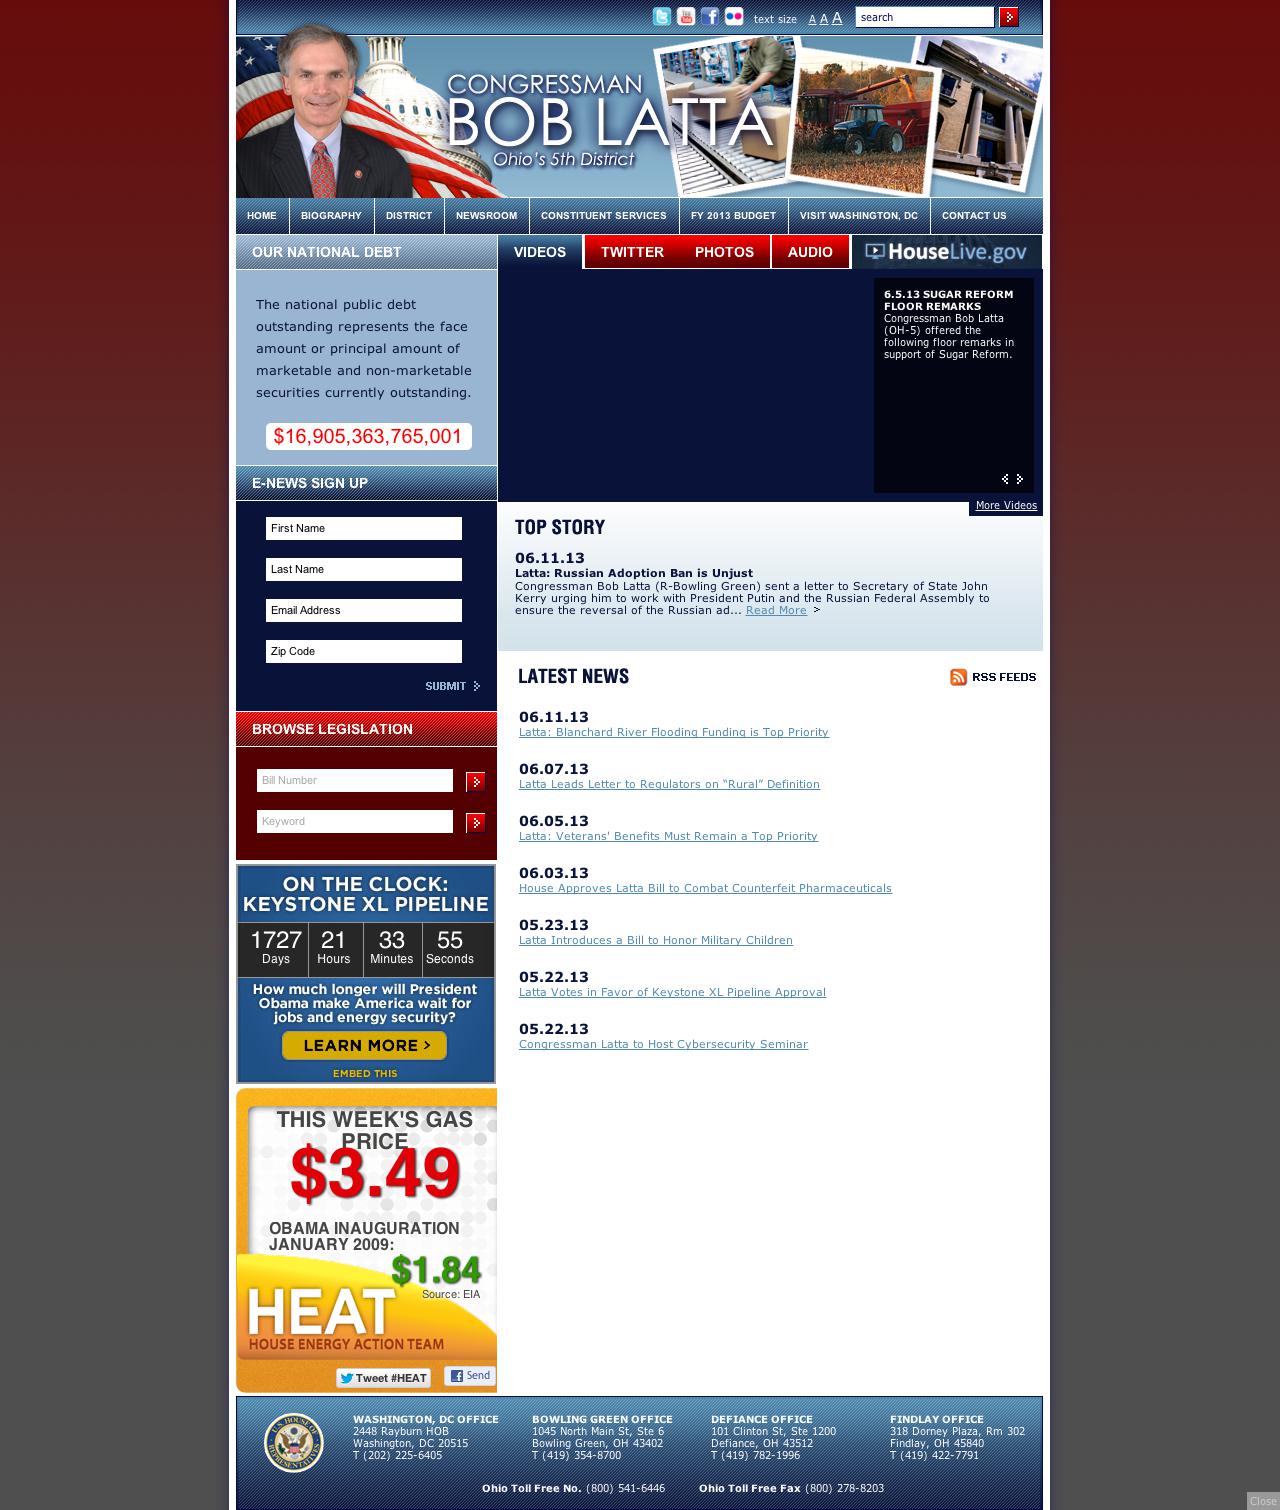 text size A A A search
CONGRESSMAN
BOB LATTA
Ohio's 5th District
HOME BIOGRAPHY DISTRICT NEWSROOM CONSTITUENT SERVICES FY 2013 BUDGET VISIT WASHINGTON, DC CONTACT US
OUR NATIONAL DEBT
The national public debt
outstanding represents the face
amount or principal amount of
marketable and non-marketable
securities currently outstanding.
$16,905,363,765,001
E-NEWS SIGN UP
First Name
Last Name
Email Address
Zip Code
SUBMIT
BROWSE LEGISLATION
Bill Number
Keyword
ON THE CLOCK:
KEYSTONE XL PIPELINE
1727 21 33 55
Days Hours Minutes Seconds
How much longer will President
Obama make America wait for
jobs and energy security?
LEARN MORE >
EMBED THIS
THIS WEEK'S GAS
PRICE
$3.49
OBAMA INAUGURATION
JANUARY 2009:
$1.84
Source: EIA
HEAT
HOUSE ENERGY ACTION TEAM
Tweet #HEAT Send
VIDEOS TWITTER PHOTOS AUDIO HouseLive.gov
6.5.13 SUGAR REFORM
FLOOR REMARKS
Congressman Bob Latta
(OH-5) offered the
following floor remarks in
support of Sugar Reform.
More Videos
TOP STORY
06.11.13
Latta: Russian Adoption Ban is Unjust
Congressman Bob Latta (R-Bowling Green) sent a letter to Secretary of State John
Kerry urging him to work with President Putin and the Russian Federal Assembly to
ensure the reversal of the Russian ad... Read More >
LATEST NEWS RSS FEEDS
06.11.13
Latta: Blanchard River Flooding Funding is Top Priority
06.07.13
Latta Leads Letter to Regulators on “Rural” Definition
06.05.13
Latta: Veterans' Benefits Must Remain a Top Priority
06.03.13
House Approves Latta Bill to Combat Counterfeit Pharmaceuticals
05.23.13
Latta Introduces a Bill to Honor Military Children
05.22.13
Latta Votes in Favor of Keystone XL Pipeline Approval
05.22.13
Congressman Latta to Host Cybersecurity Seminar
WASHINGTON, DC OFFICE
2448 Rayburn HOB
Washington, DC 20515
T (202) 225-6405
BOWLING GREEN OFFICE
1045 North Main St, Ste 6
Bowling Green, OH 43402
T (419) 354-8700
DEFIANCE OFFICE
101 Clinton St, Ste 1200
Defiance, OH 43512
T (419) 782-1996
FINDLAY OFFICE
318 Dorney Plaza, Rm 302
Findlay, OH 45840
T (419) 422-7791
Ohio Toll Free No. (800) 541-6446 Ohio Toll Free Fax (800) 278-8203
Close